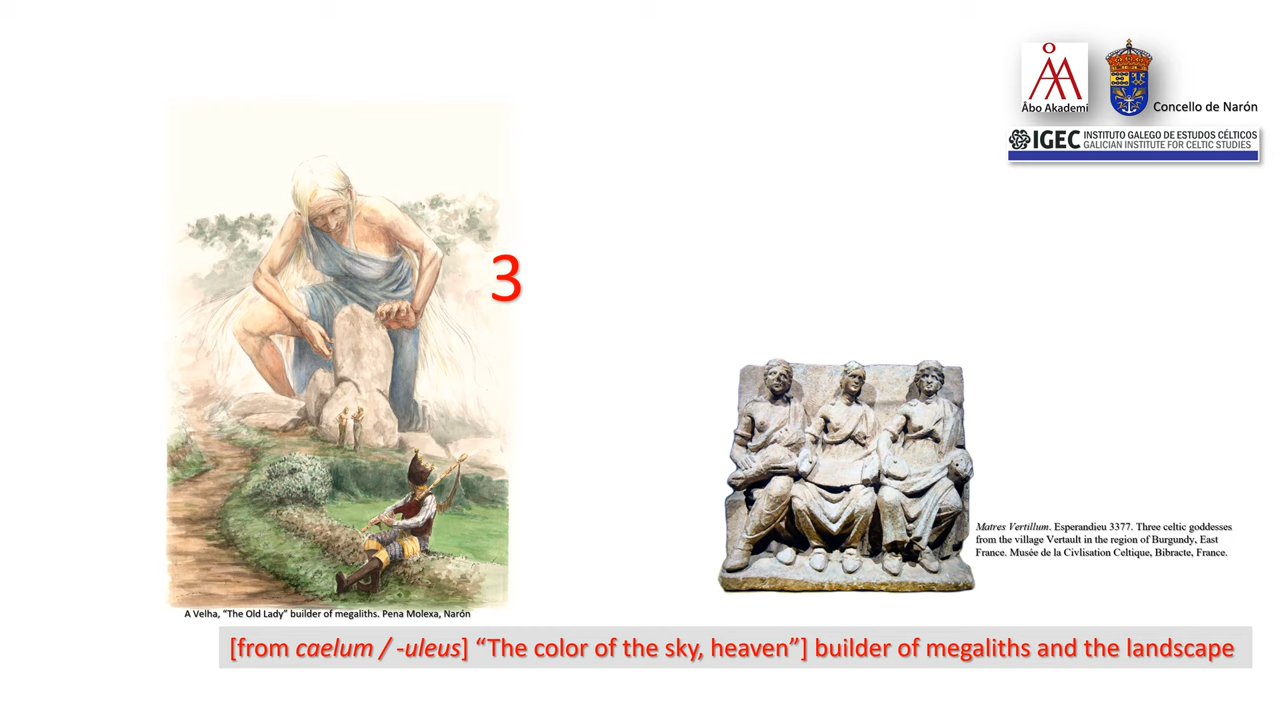 Åbo Akademi
Concello de Narón
IGEC INSTITUTO GALEGO DE ESTUDOS CÉLTICOS
GALICIAN INSTITUTE FOR CELTIC STUDIES
3
Matres Vertillum. Esperandieu 3377. Three celtic goddesses
from the village Vertault in the region of Burgundy, East
France. Musée de la Civlisation Celtique, Bibracte, France.
A Velha, “The Old Lady” builder of megaliths. Pena Molexa, Narón
[from caelum / -uleus] “The color of the sky, heaven”] builder of megaliths and the landscape